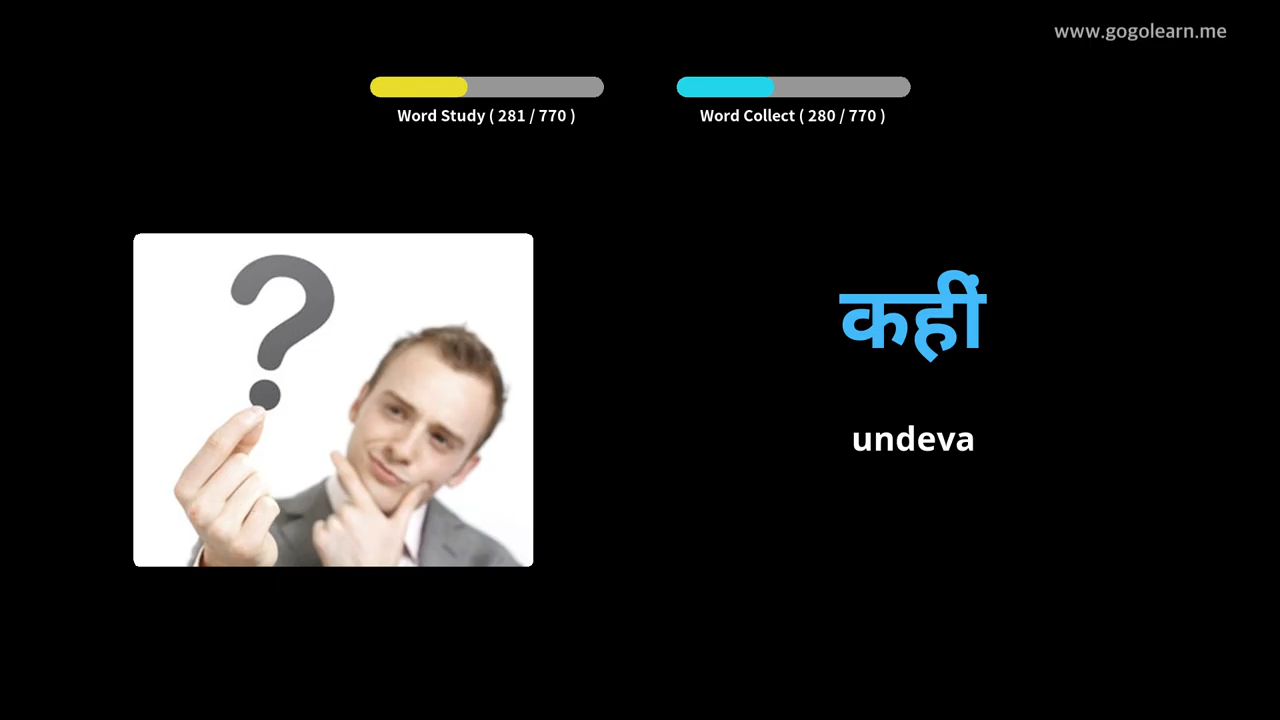 www.gogolearn.me
Word Study ( 281 / 770 )
Word Collect ( 280 / 770 )
?
कहीं
undeva